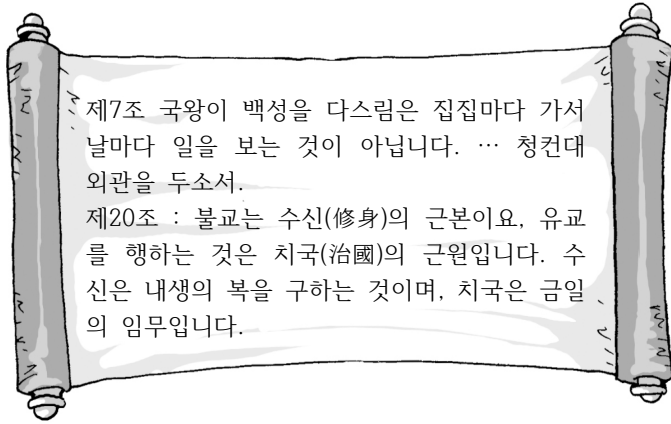 제7조 국왕이 백성을 다스림은 집집마다 가서
날마다 일을 보는 것이 아닙니다. … 청컨대
외관을 두소서.
제20조 : 불교는 수신(修身)의 근본이요, 유교
를 행하는 것은 치국(治國)의 근원입니다. 수
신은 내생의 복을 구하는 것이며, 치국은 금일
의 임무입니다.